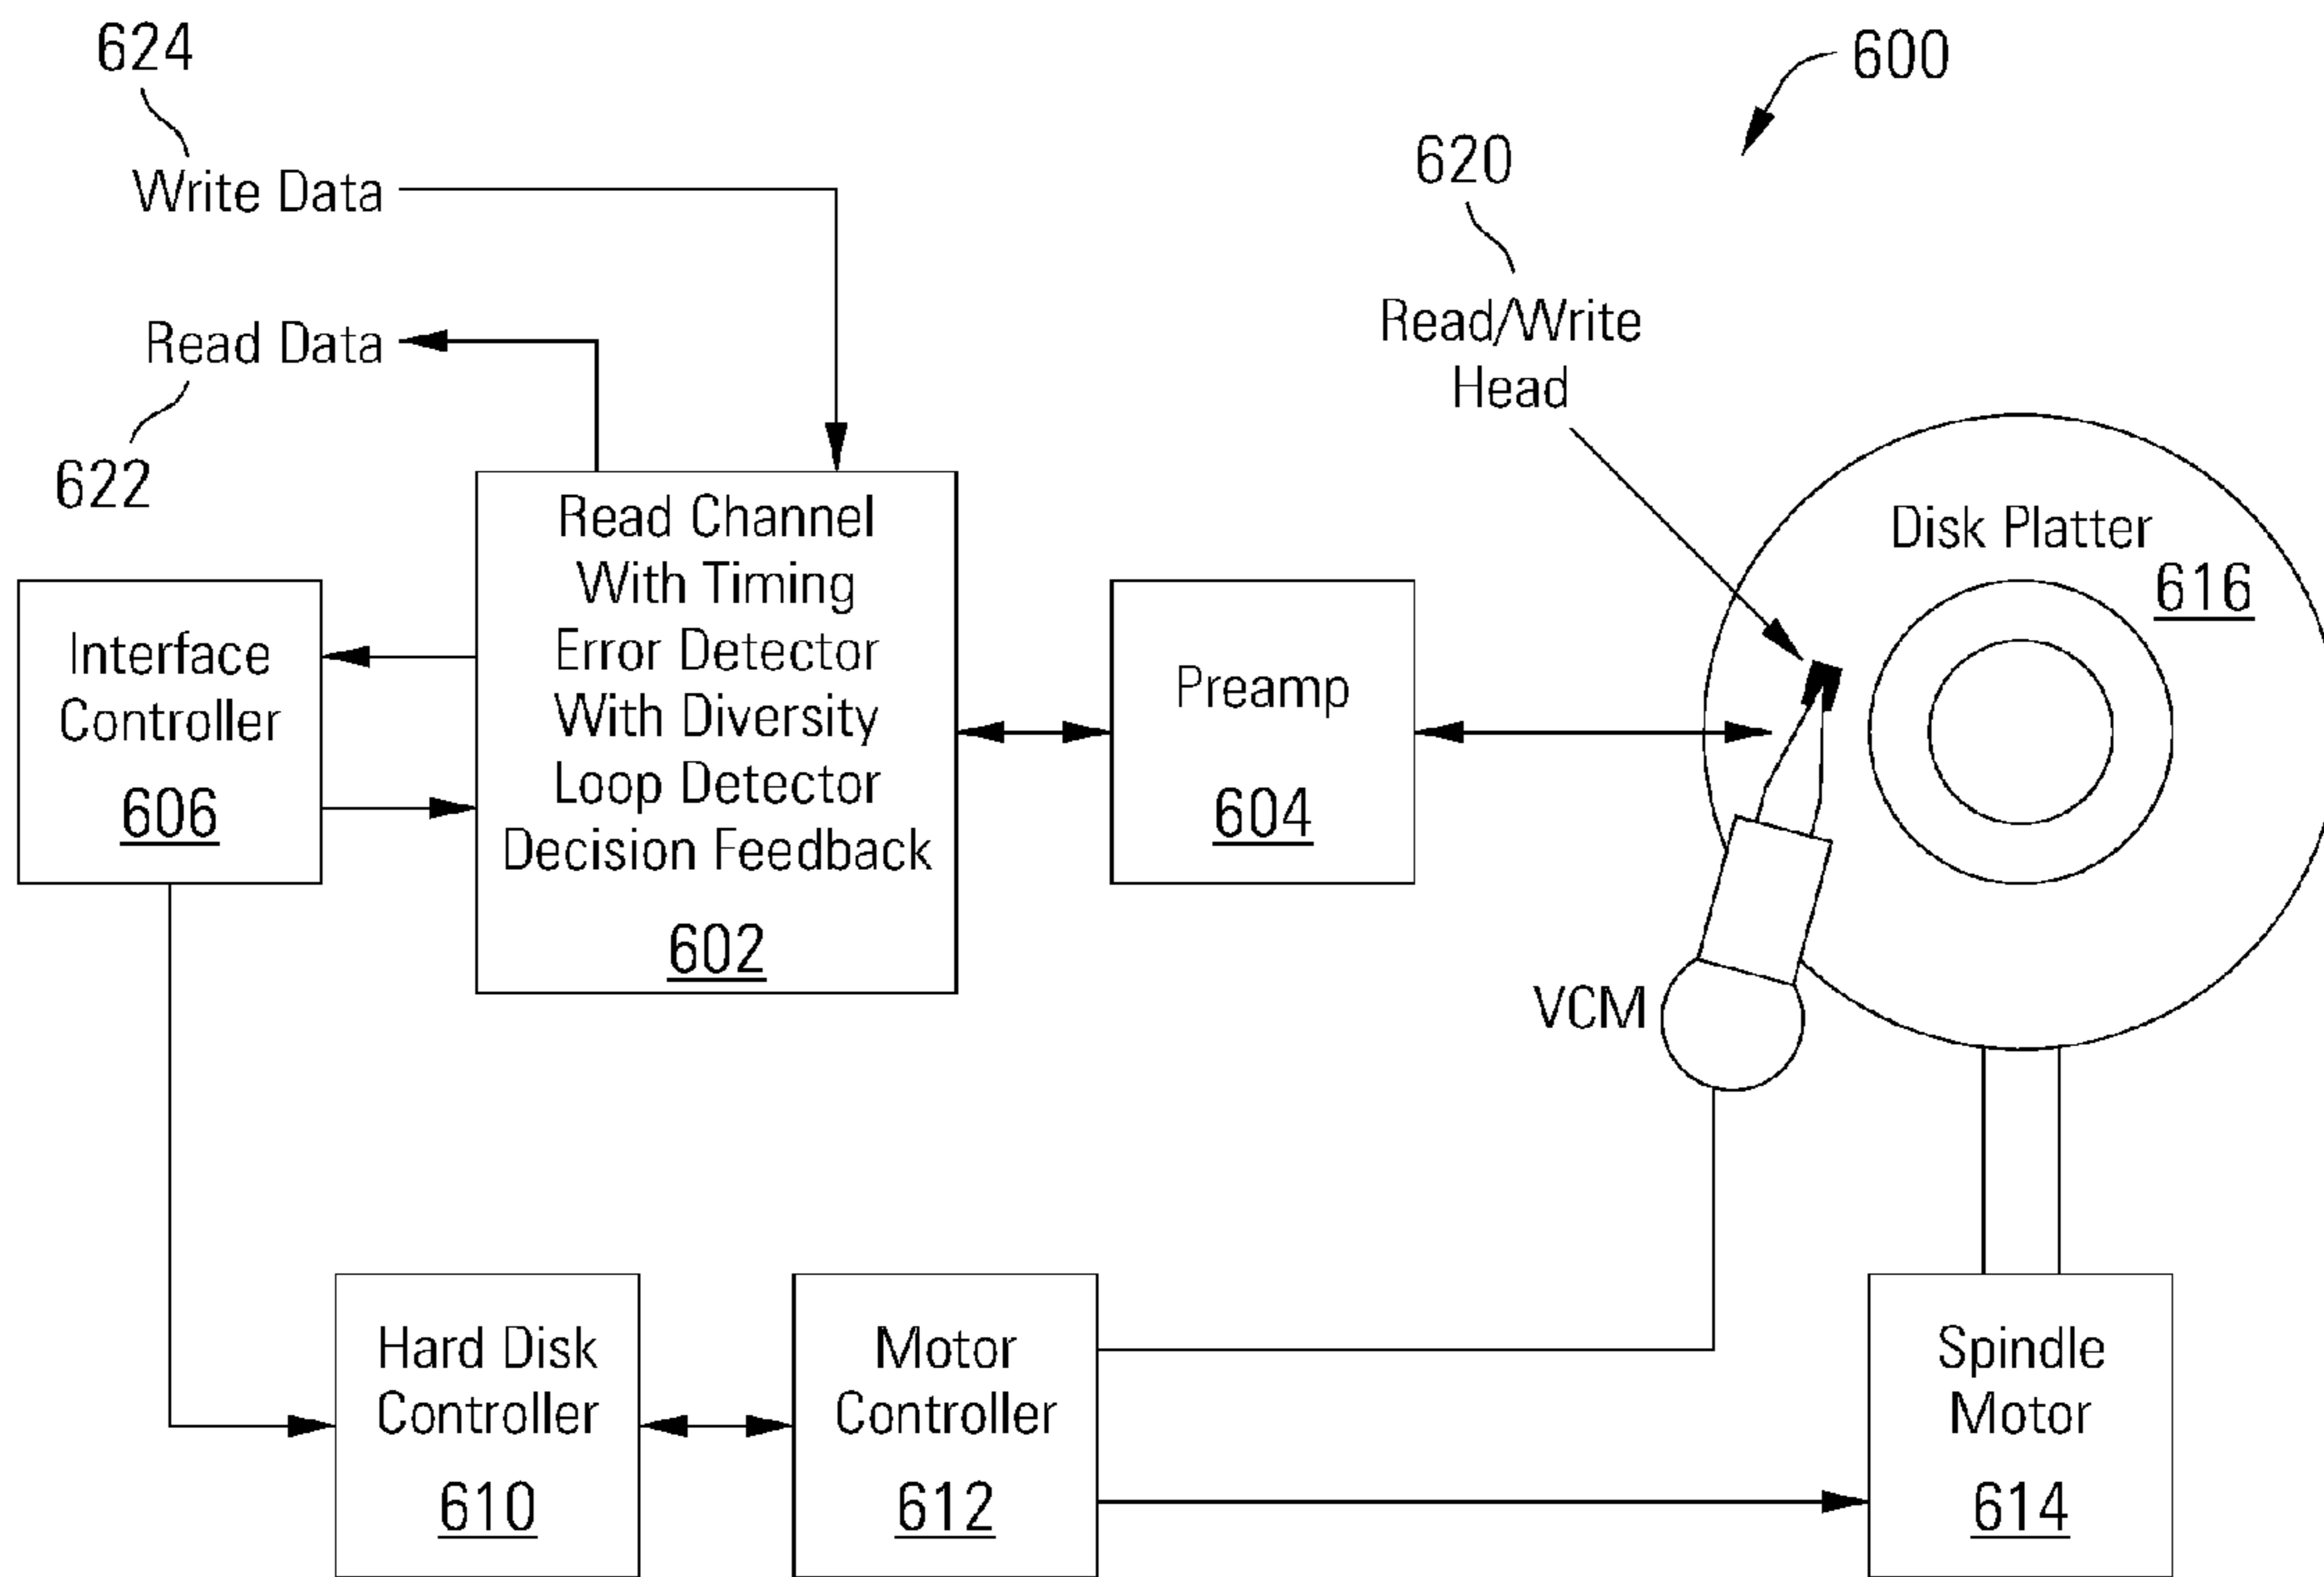 624
Write Data
600
620
Read/Write
Head
Read Data
622
Read Channel
With Timing
Error Detector
With Diversity
Loop Detector
Decision Feedback
602
Interface
Controller
606
Preamp
604
Disk Platter
616
VCM
Hard Disk
Controller
610
Motor
Controller
612
Spindle
Motor
614